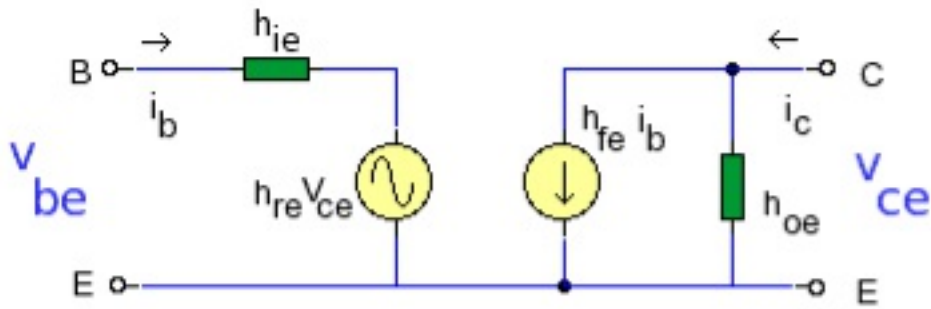 h_ie
B
i_b
h_fe i_b
i_c
C
v_be
h_re V_ce
h_oe
v_ce
E
E